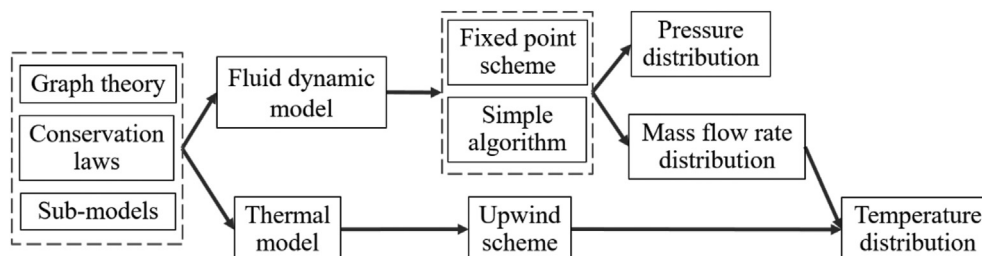 Graph theory
Conservation
laws
Sub-models
Fluid dynamic
model
Thermal
model
Fixed point
scheme
Simple
algorithm
Upwind
scheme
Pressure
distribution
Mass flow rate
distribution
Temperature
distribution